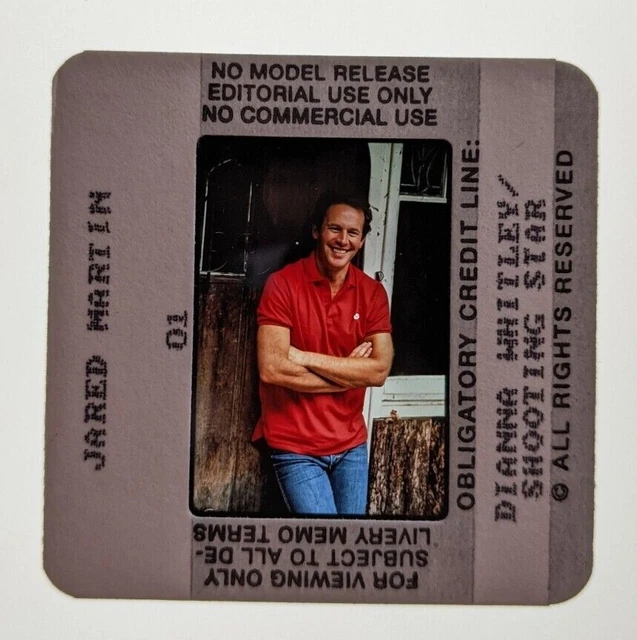 NO MODEL RELEASE
EDITORIAL USE ONLY
NO COMMERCIAL USE
JARED MARTIN
01
OBLIGATORY CREDIT LINE:
DIANNA WHITLEY/
SHOOTING STAR
© ALL RIGHTS RESERVED
FOR VIEWING ONLY
SUBJECT TO ALL DE-
LIVERY MEMO TERMS